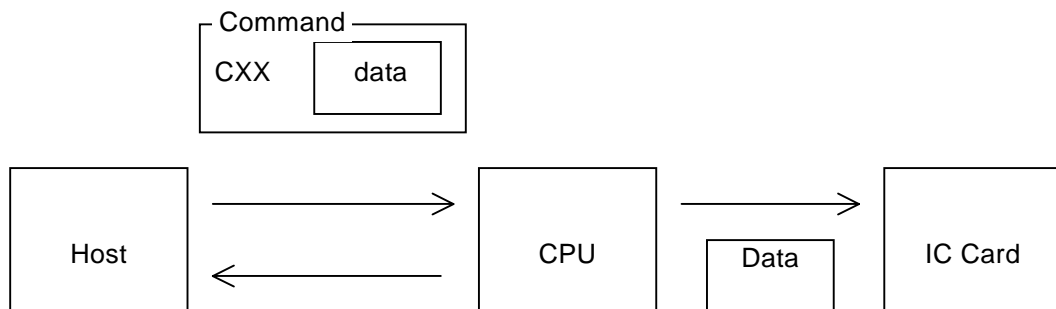 Command
CXX data
Host
CPU
Data
IC Card